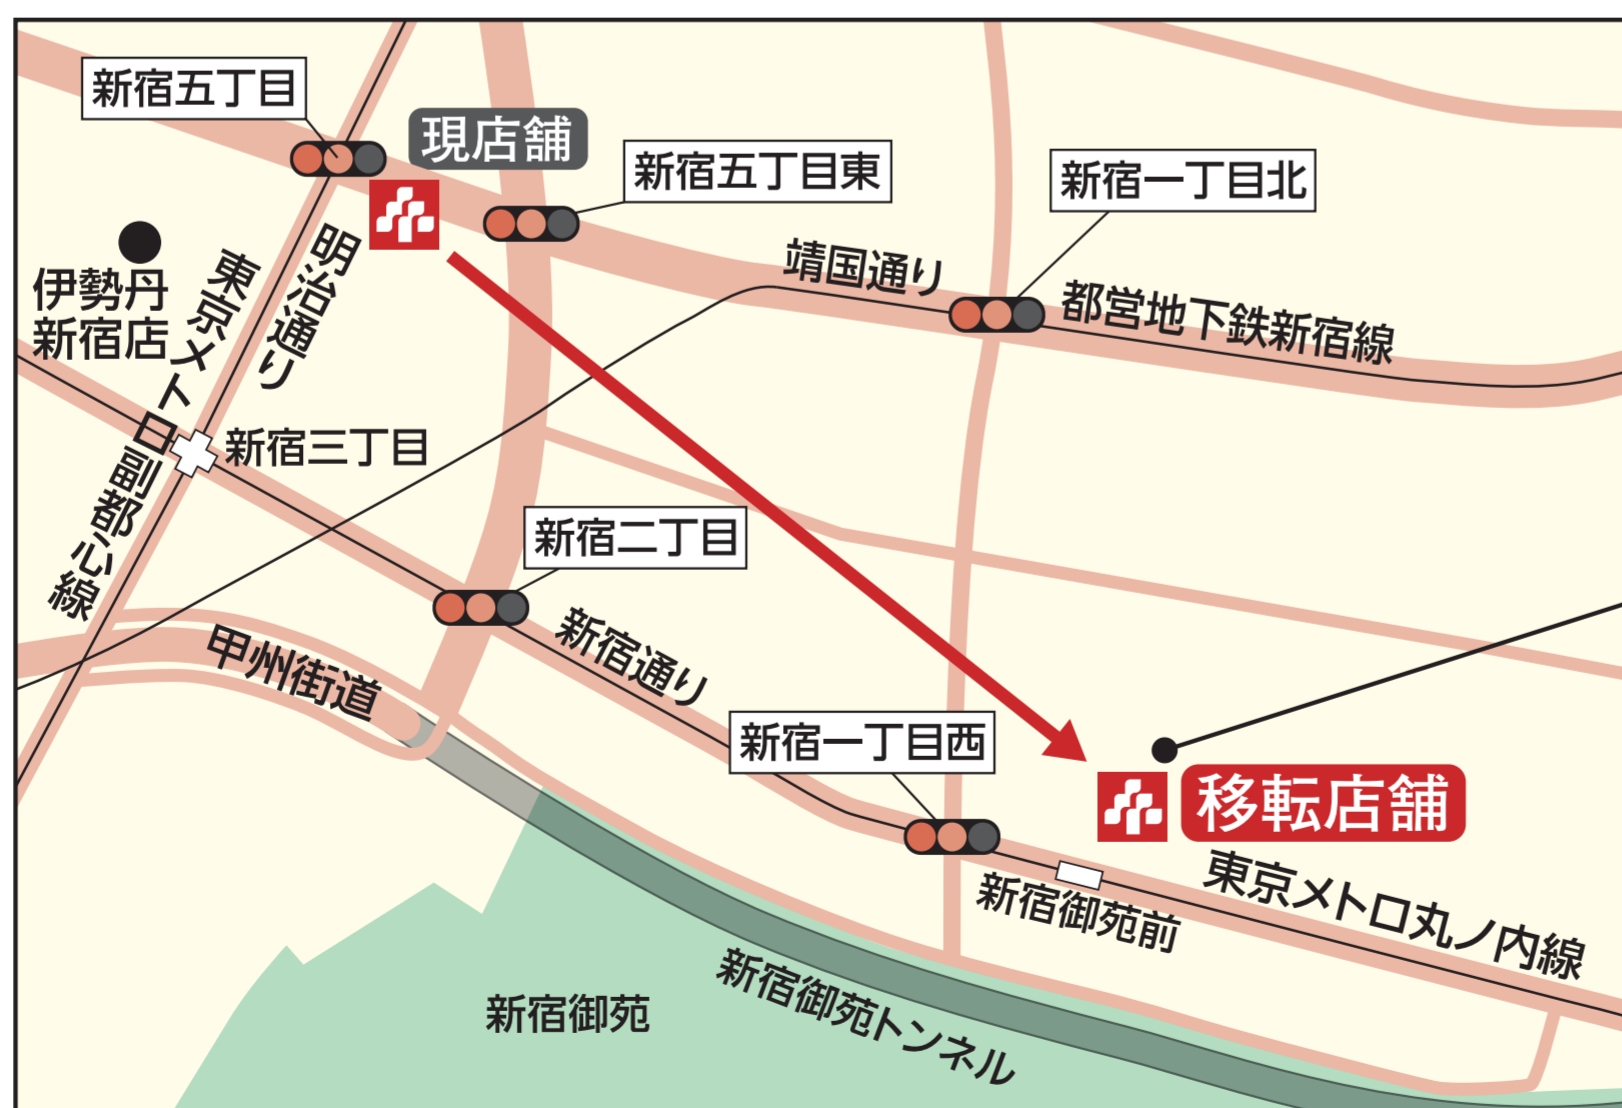 新宿五丁目
現店舗
新宿五丁目東
新宿一丁目北
靖国通り
都営地下鉄新宿線
明治通り
東京メトロ副都心線
伊勢丹
新宿店
新宿三丁目
新宿二丁目
新宿通り
甲州街道
新宿一丁目西
移転店舗
東京メトロ丸ノ内線
新宿御苑前
新宿御苑トンネル
新宿御苑